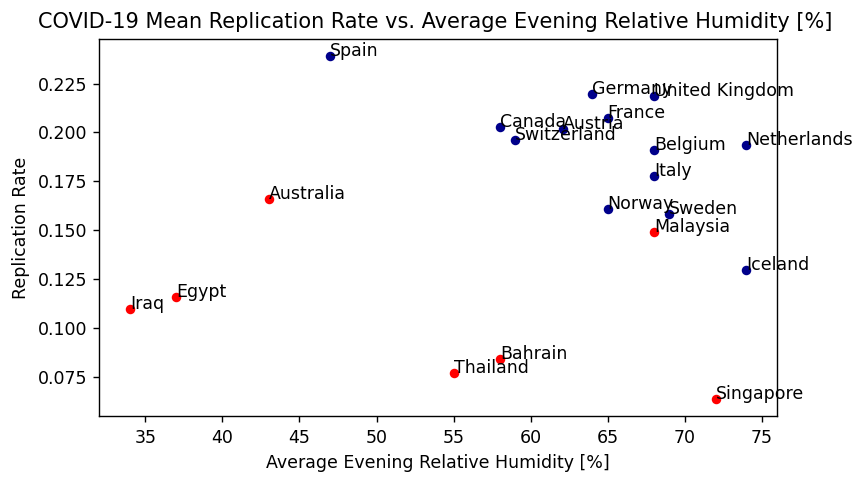 COVID-19 Mean Replication Rate vs. Average Evening Relative Humidity [%]
Spain
0.225
Germany
United Kingdom
France
0.200
Canada
Austria
Switzerland
Netherlands
Belgium
0.175
Italy
Australia
Norway
Sweden
0.150
Malaysia
Replication Rate
Iceland
0.125
Egypt
Iraq
0.100
Bahrain
0.075
Thailand
Singapore
35 40 45 50 55 60 65 70 75
Average Evening Relative Humidity [%]